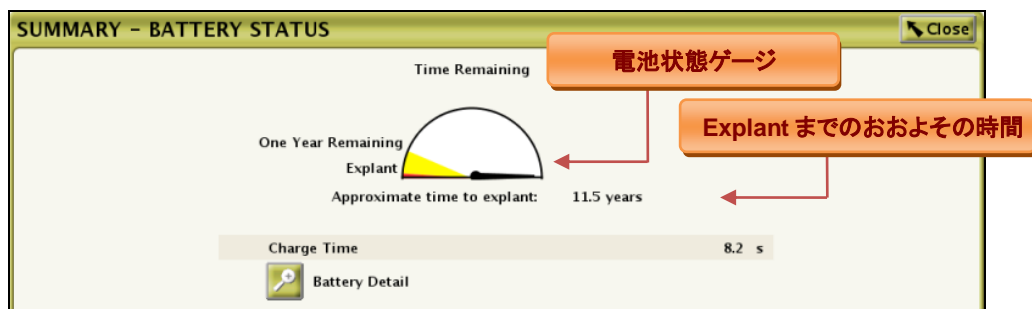 SUMMARY - BATTERY STATUS
Close
電池状態ゲージ
Time Remaining
Explant までのおおよその時間
One Year Remaining
Explant
Approximate time to explant: 11.5 years
Charge Time 8.2 s
Battery Detail